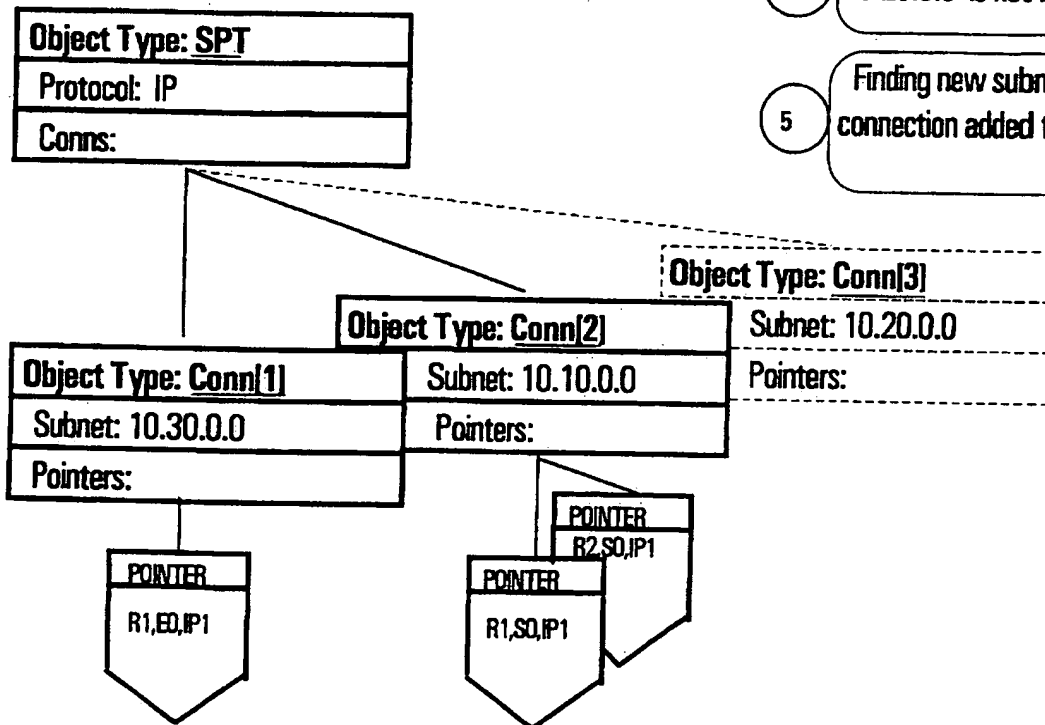 Object Type: SPT
Protocol: IP
Conns:
5
Finding new subn
connection added t
Object Type: Conn[3]
Subnet: 10.20.0.0
Pointers:
Object Type: Conn[2]
Subnet: 10.10.0.0
Pointers:
Object Type: Conn[1]
Subnet: 10.30.0.0
Pointers:
POINTER
R1,E0,IP1
POINTER
R1,S0,IP1
POINTER
R2,S0,IP1